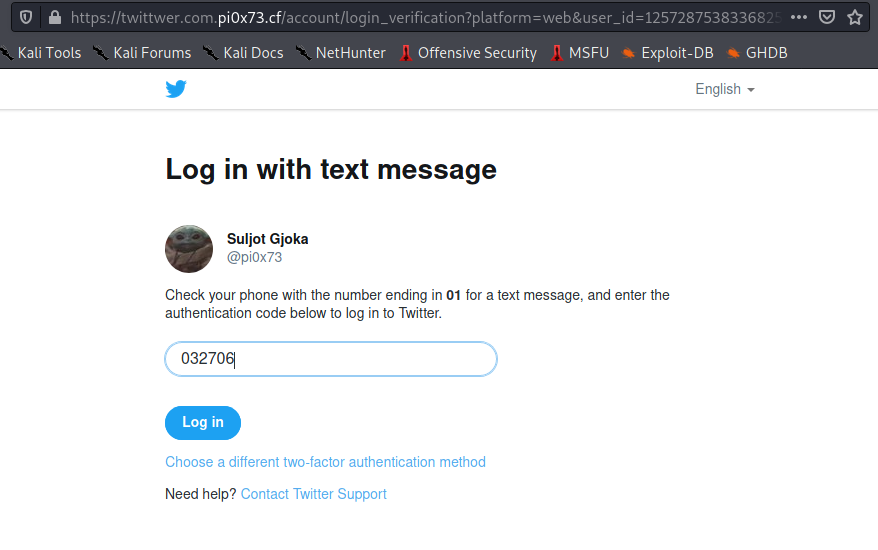 https://twittwer.com.pi0x73.cf/account/login_verification?platform=web&user_id=1257287538336825
Kali Tools Kali Forums Kali Docs NetHunter Offensive Security MSFU Exploit-DB GHDB
English
Log in with text message
Suljot Gjoka
@pi0x73
Check your phone with the number ending in 01 for a text message, and enter the
authentication code below to log in to Twitter.
032706
Log in
Choose a different two-factor authentication method
Need help? Contact Twitter Support